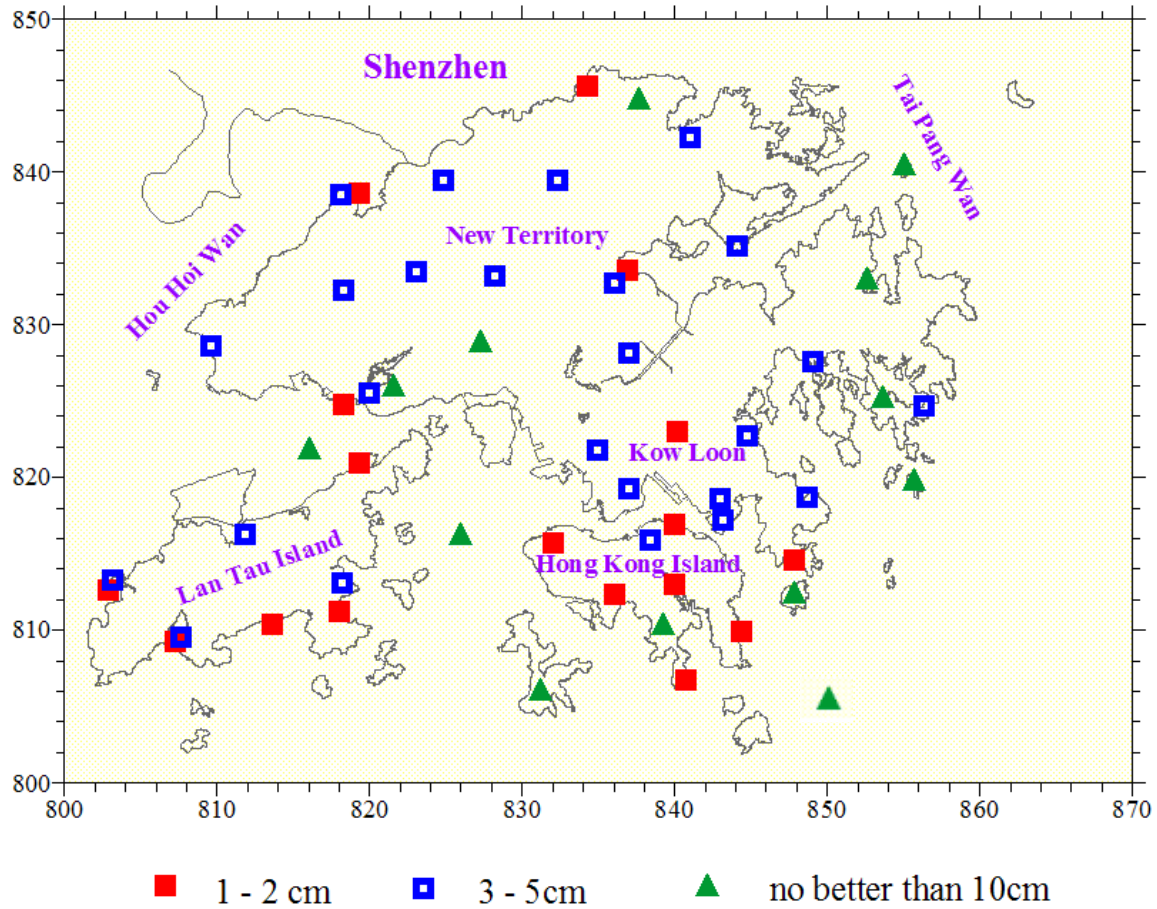 850
840
830
820
810
800
800
810
820
830
840
850
860
870
Shenzhen
Tai Pang Wan
Hou Hoi Wan
New Territory
Kow Loon
Lan Tau Island
Hong Kong Island
1 - 2 cm
3 - 5cm
no better than 10cm